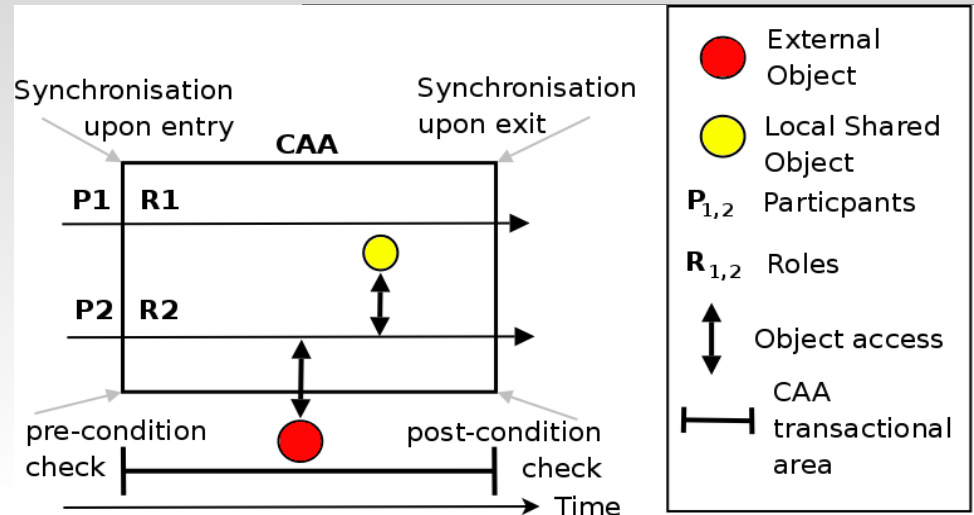 Synchronisation
upon entry
Synchronisation
upon exit
CAA
P1 R1
P2 R2
pre-condition
check
post-condition
check
Time
External
Object
Local Shared
Object
P1,2 Particpants
R1,2 Roles
Object access
CAA
transactional
area